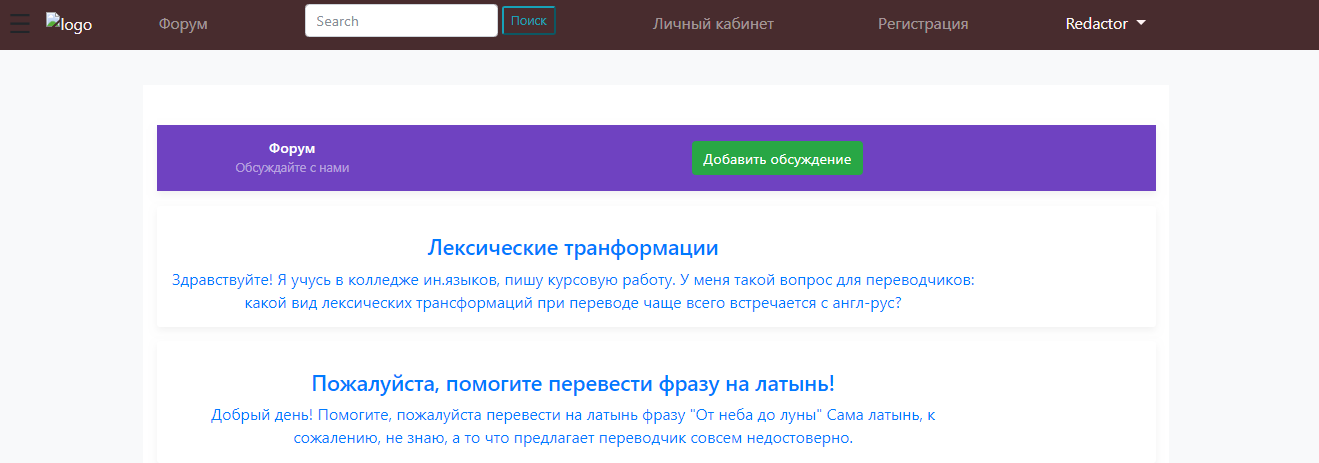 logo Форум Search Поиск Личный кабинет Регистрация Redactor
Форум
Обсуждайте с нами
Добавить обсуждение
Лексические транформации
Здравствуйте! Я учусь в колледже ин.языков, пишу курсовую работу. У меня такой вопрос для переводчиков:
какой вид лексических трансформаций при переводе чаще всего встречается с англ-рус?
Пожалуйста, помогите перевести фразу на латынь!
Добрый день! Помогите, пожалуйста перевести на латынь фразу "От неба до луны" Сама латынь, к
сожалению, не знаю, а то что предлагает переводчик совсем недостоверно.